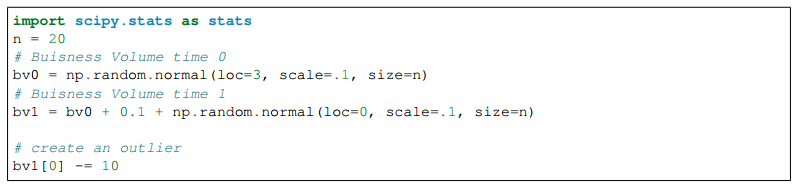 import scipy.stats as stats
n = 20
# Buisness Volume time 0
bv0 = np.random.normal(loc=3, scale=.1, size=n)
# Buisness Volume time 1
bv1 = bv0 + 0.1 + np.random.normal(loc=0, scale=.1, size=n)
# create an outlier
bv1[0] -= 10